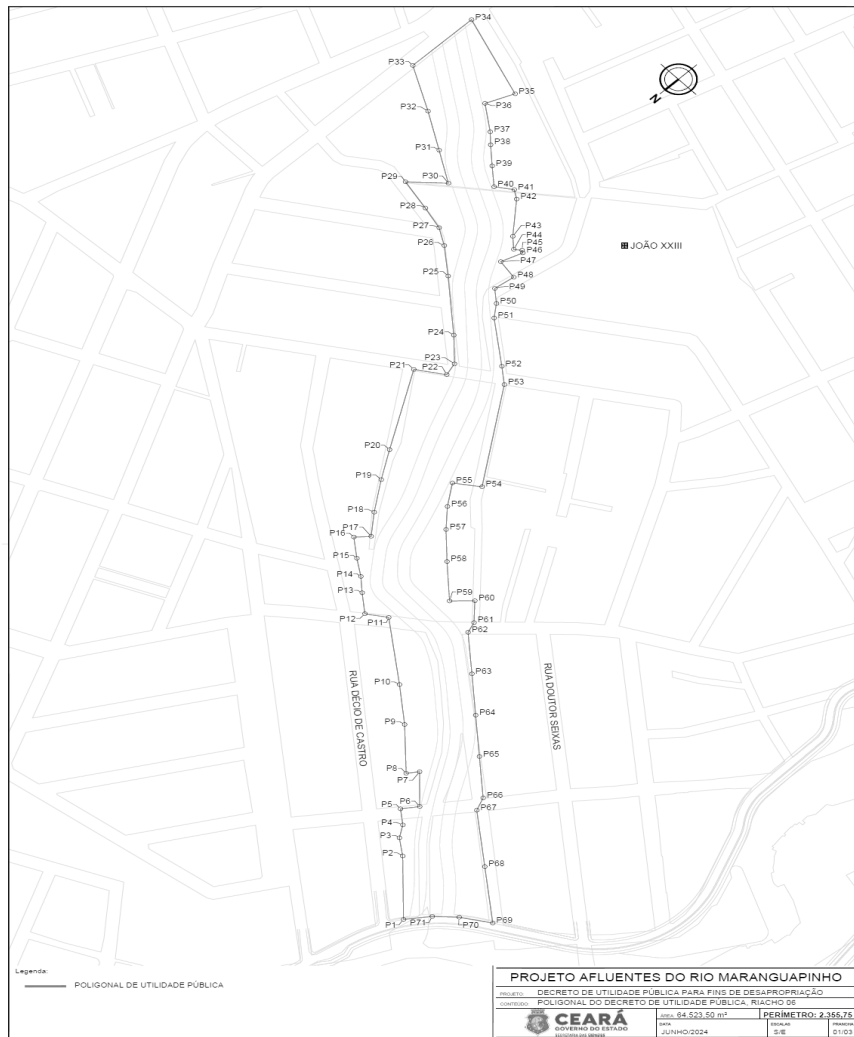 P34
P33
P35
P36
P32
P37
P38
P31
P39
P29
P30
P40
P41
P42
P28
P27
P43
P44
P26
P45
P46
JOÃO XXIII
P47
P25
P48
P49
P50
P51
P24
P23
P21
P22
P52
P53
P20
P19
P55
P54
P18
P56
P17
P16
P57
P15
P58
P14
P13
P59
P60
P12
P11
P61
P62
P63
P10
RUA DÉCIO DE CASTRO
RUA DOUTOR SEIXAS
P64
P9
P65
P8
P7
P66
P6
P5
P67
P4
P3
P2
P68
P1
P71
P70
P69
N
Legenda:
POLIGONAL DE UTILIDADE PÚBLICA
PROJETO AFLUENTES DO RIO MARANGUAPINHO
PROJETO: DECRETO DE UTILIDADE PÚBLICA PARA FINS DE DESAPROPRIAÇÃO
CONTEÚDO: POLIGONAL DO DECRETO DE UTILIDADE PÚBLICA, RIACHO 06
CEARÁ
GOVERNO DO ESTADO
SECRETARIA DAS CIDADES
ÁREA: 64.523,50 m² PERÍMETRO: 2.355,75
DATA ESCALAS PRANCHA
JUNHO/2024 S/E 01/03